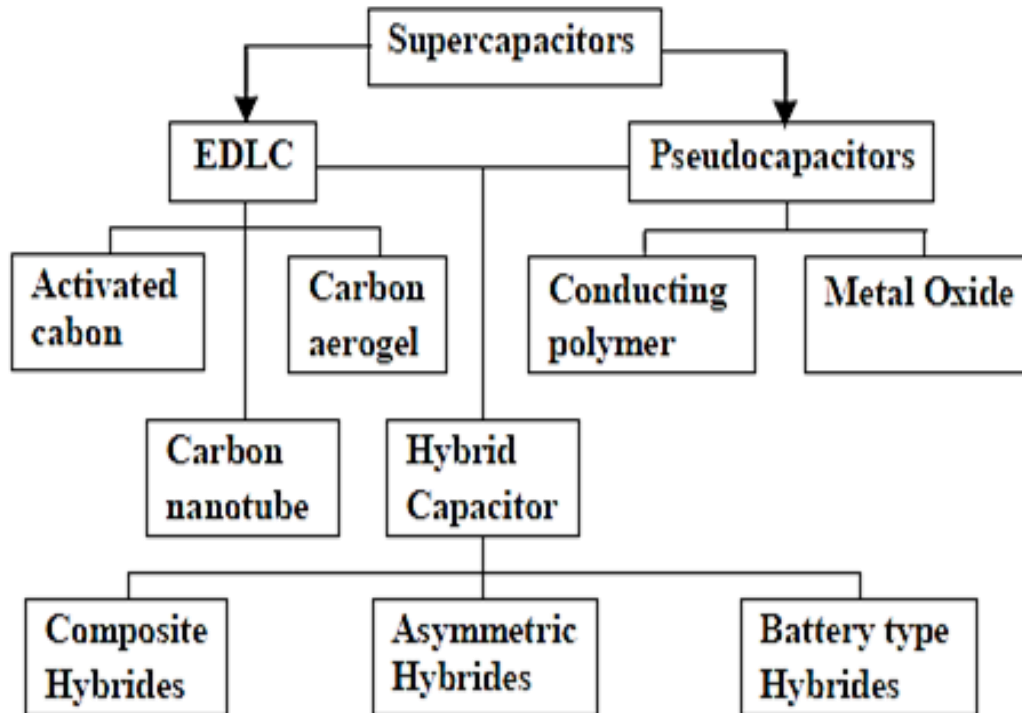 Supercapacitors
EDLC
Pseudocapacitors
Activated
cabon
Carbon
aerogel
Conducting
polymer
Metal Oxide
Carbon
nanotube
Hybrid
Capacitor
Composite
Hybrides
Asymmetric
Hybrides
Battery type
Hybrides